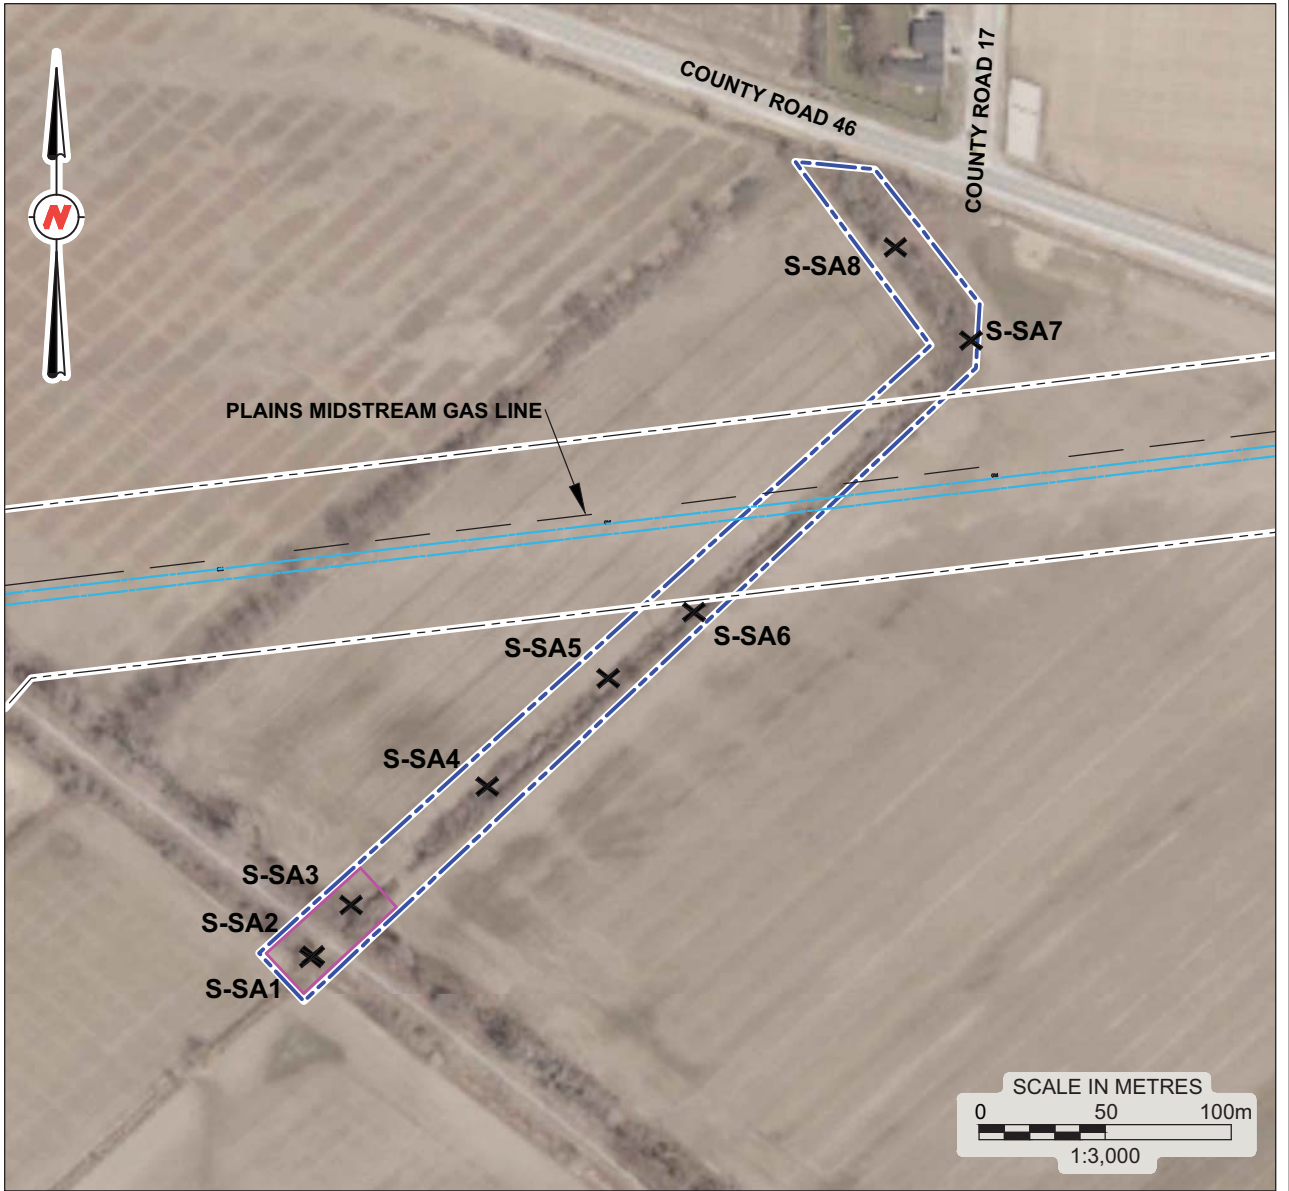 COUNTY ROAD 46
COUNTY ROAD 17
N
S-SA8
S-SA7
PLAINS MIDSTREAM GAS LINE
S-SA5
S-SA6
S-SA4
S-SA3
S-SA2
S-SA1
SCALE IN METRES
0 50 100m
1:3,000